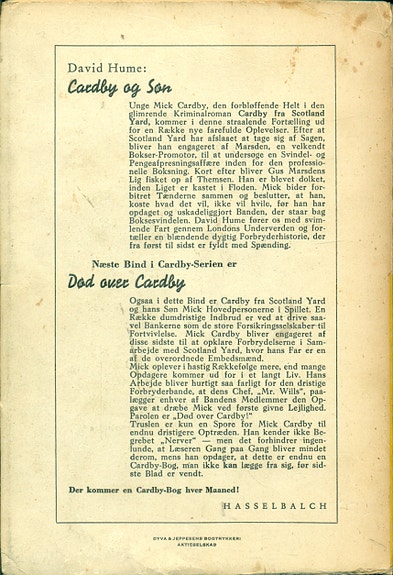 David Hume:
Cardby og Søn
Unge Mick Cardby, den forbløffende Helt i den
glimrende Kriminalroman Cardby fra Scotland
Yard, kommer i denne straalende Fortælling ud
for en Række nye farefulde Oplevelser. Efter at
Scotland Yard har afslaaet at tage sig af Sagen,
bliver han engageret af Marsden, en velkendt
Bokser-Promotor, til at undersøge en Svindel- og
Pengeafpresningsaffære inden for den professio-
nelle Boksning. Kort efter bliver Gus Marsdens
Lig fisket op af Themsen. Han er blevet dolket,
inden Liget er kastet i Floden. Mick bider for-
bitret Tænderne sammen og beslutter, at han,
koste hvad det vil, ikke vil hvile, før han har
opdaget og uskadeliggjort Banden, der staar bag
Boksesvindelen. David Hume fører os med svim-
lende Fart gennem Londons Underverden og for-
tæller en blændende dygtig Forbryderhistorie, der
fra først til sidst er fyldt med Spænding.
Næste Bind i Cardby-Serien er
Død over Cardby
Ogsaa i dette Bind er Cardby fra Scotland Yard
og hans Søn Mick Hovedpersonerne i Spillet. En
Række dumdristige Indbrud er ved at drive saa-
vel Bankerne som de store Forsikringsselskaber til
Fortvivlelse. Mick Cardby bliver engageret af
disse sidste til at opklare Forbrydelserne i Sam-
arbejde med Scotland Yard, hvor hans Far er en
af de overordnede Embedsmænd.
Mick oplever i hastig Rækkefølge mere, end mange
Opdagere kommer ud for i et langt Liv. Hans
Arbejde bliver hurtigt saa farligt for den dristige
Forbryderbande, at dens Chef, „Mr. Wills", paa-
lægger enhver af Bandens Medlemmer den Op-
gave at dræbe Mick ved første givne Lejlighed.
Parolen er „Død over Cardby!"
Truslen er kun en Spore for Mick Cardby til
endnu dristigere Optræden. Han kender ikke Be-
grebet „Nerver" — men det forhindrer ingen-
lunde, at Læseren Gang paa Gang bliver mindet
derom, mens han opdager, at dette er endnu en
Cardby-Bog, man ikke kan lægge fra sig, før sid-
ste Blad er vendt.
Der kommer en Cardby-Bog hver Maaned!
HASSELBALCH
DYVA & JEPPESENS BOGTRYKKERI
AKTIESELSKAB